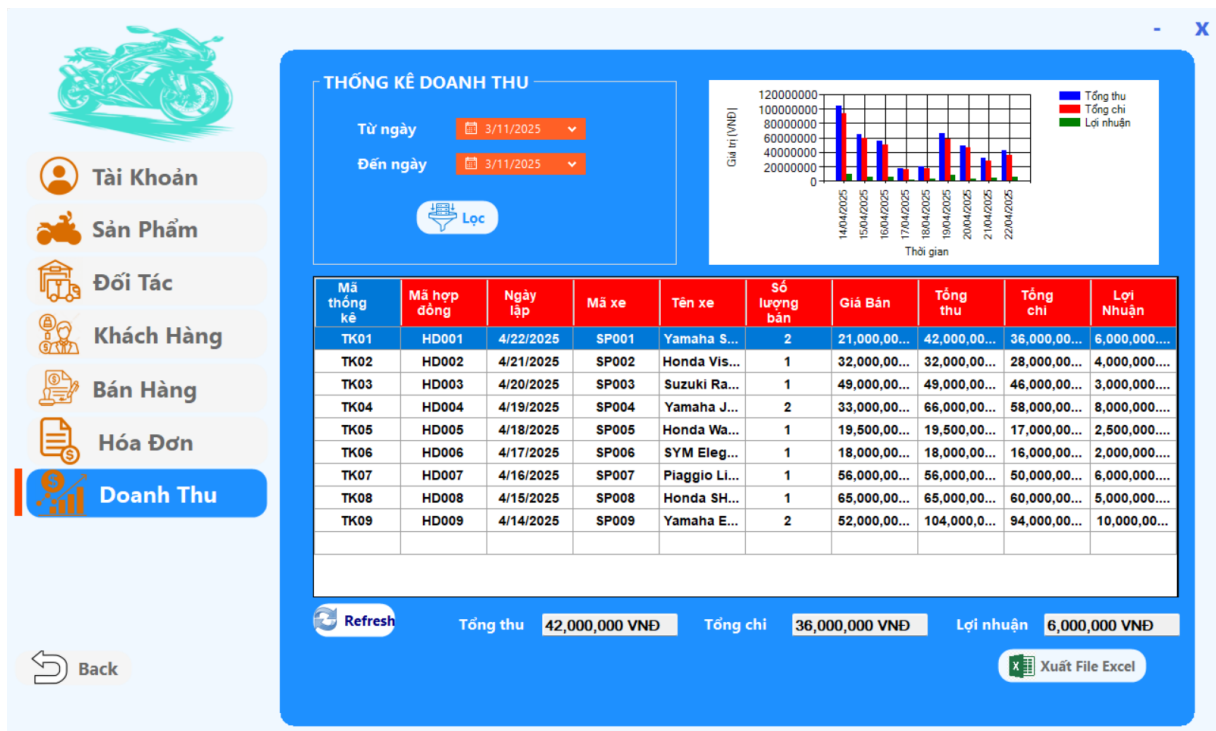 - X
Tài Khoản
Sản Phẩm
Đối Tác
Khách Hàng
Bán Hàng
Hóa Đơn
Doanh Thu
Back
THỐNG KÊ DOANH THU
Từ ngày 3/11/2025
Đến ngày 3/11/2025
Lọc
Giá trị (VNĐ)
120000000
100000000
80000000
60000000
40000000
20000000
0
14/04/2025
15/04/2025
16/04/2025
17/04/2025
18/04/2025
19/04/2025
20/04/2025
21/04/2025
22/04/2025
Thời gian
Tổng thu
Tổng chi
Lợi nhuận
Mã thống kê Mã hợp đồng Ngày lập Mã xe Tên xe Số lượng bán Giá Bán Tổng thu Tổng chi Lợi Nhuận
TK01 HD001 4/22/2025 SP001 Yamaha S... 2 21,000,00... 42,000,00... 36,000,00... 6,000,000....
TK02 HD002 4/21/2025 SP002 Honda Vis... 1 32,000,00... 32,000,00... 28,000,00... 4,000,000....
TK03 HD003 4/20/2025 SP003 Suzuki Ra... 1 49,000,00... 49,000,00... 46,000,00... 3,000,000....
TK04 HD004 4/19/2025 SP004 Yamaha J... 2 33,000,00... 66,000,00... 58,000,00... 8,000,000....
TK05 HD005 4/18/2025 SP005 Honda Wa... 1 19,500,00... 19,500,00... 17,000,00... 2,500,000....
TK06 HD006 4/17/2025 SP006 SYM Eleg... 1 18,000,00... 18,000,00... 16,000,00... 2,000,000....
TK07 HD007 4/16/2025 SP007 Piaggio Li... 1 56,000,00... 56,000,00... 50,000,00... 6,000,000....
TK08 HD008 4/15/2025 SP008 Honda SH... 1 65,000,00... 65,000,00... 60,000,00... 5,000,000....
TK09 HD009 4/14/2025 SP009 Yamaha E... 2 52,000,00... 104,000,0... 94,000,00... 10,000,00...
Refresh Tổng thu 42,000,000 VNĐ Tổng chi 36,000,000 VNĐ Lợi nhuận 6,000,000 VNĐ
Xuất File Excel